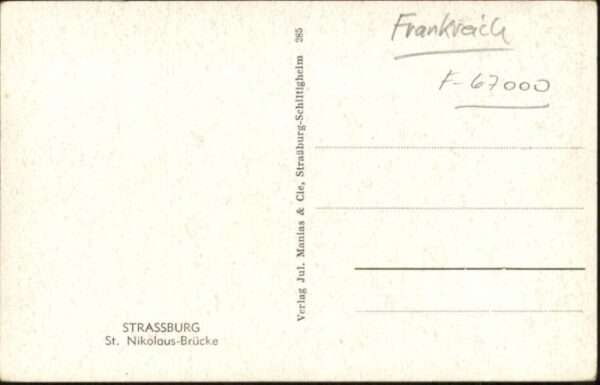 Frankreich
F-67000
Verlag Jul. Manias & Cie, Straßburg-Schiltigheim 285
STRASSBURG
St. Nikolaus-Brücke